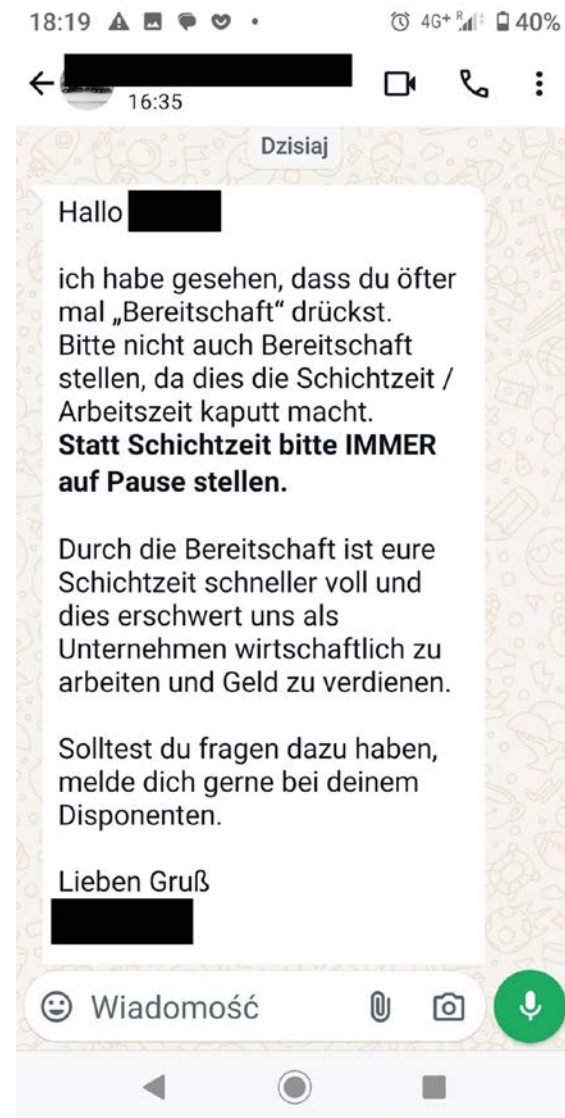 18:19
4G+ R 40%
16:35
Dzisiaj
Hallo
ich habe gesehen, dass du öfter
mal „Bereitschaft“ drückst.
Bitte nicht auch Bereitschaft
stellen, da dies die Schichtzeit /
Arbeitszeit kaputt macht.
Statt Schichtzeit bitte IMMER
auf Pause stellen.
Durch die Bereitschaft ist eure
Schichtzeit schneller voll und
dies erschwert uns als
Unternehmen wirtschaftlich zu
arbeiten und Geld zu verdienen.
Solltest du fragen dazu haben,
melde dich gerne bei deinem
Disponenten.
Lieben Gruß
Wiadomość